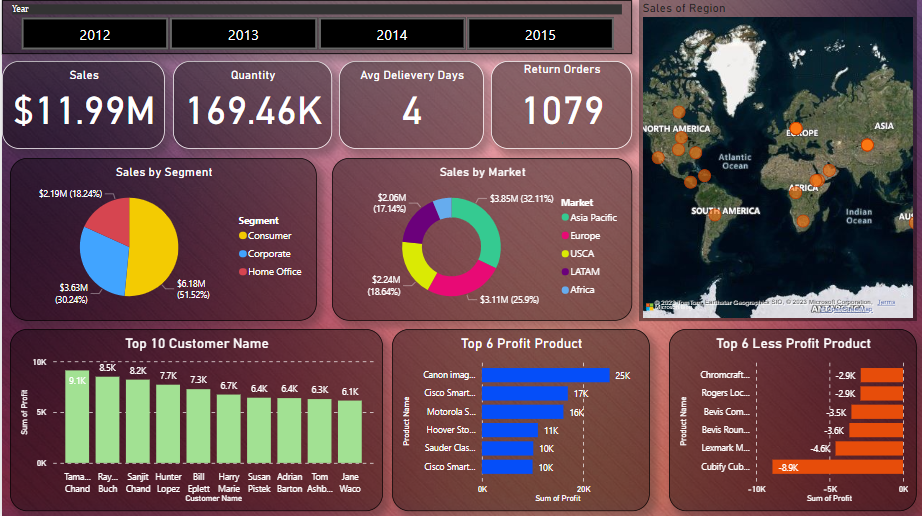 Year
2012
2013
2014
2015
Sales
$11.99M
Quantity
169.46K
Avg Delievery Days
4
Return Orders
1079
Sales of Region
NORTH AMERICA
EUROPE
ASIA
Atlantic
Ocean
AFRICA
SOUTH AMERICA
Indian
Ocean
AUS
Microsoft
© 2023 TomTom, Earthstar Geographics SIO, © 2023 Microsoft Corporation, Terms
Sales by Segment
$2.19M (18.24%)
$3.63M
(30.24%)
$6.18M
(51.52%)
Segment
Consumer
Corporate
Home Office
Sales by Market
$2.06M
(17.14%)
$3.85M (32.11%)
$2.24M
(18.64%)
$3.11M (25.9%)
Market
Asia Pacific
Europe
USCA
LATAM
Africa
Top 10 Customer Name
Sum of Profit
10K
5K
0K
9.1K
8.5K
8.2K
7.7K
7.3K
6.7K
6.4K
6.4K
6.3K
6.1K
Tama... Chand
Ray... Buch
Sanjit Chand
Hunter Lopez
Bill Eplett
Harry Marie
Susan Pistek
Adrian Barton
Tom Ashb...
Jane Waco
Customer Name
Top 6 Profit Product
Product Name
Canon imag... 25K
Cisco Smart... 17K
Motorola S... 16K
Hoover Sto... 11K
Sauder Clas... 10K
Cisco Smart... 10K
0K
20K
Sum of Profit
Top 6 Less Profit Product
Product Name
Chromcraft... -2.9K
Rogers Loc... -2.9K
Bevis Com... -3.5K
Bevis Roun... -3.6K
Lexmark M... -4.6K
Cubify Cub... -8.9K
-10K
-5K
0K
Sum of Profit